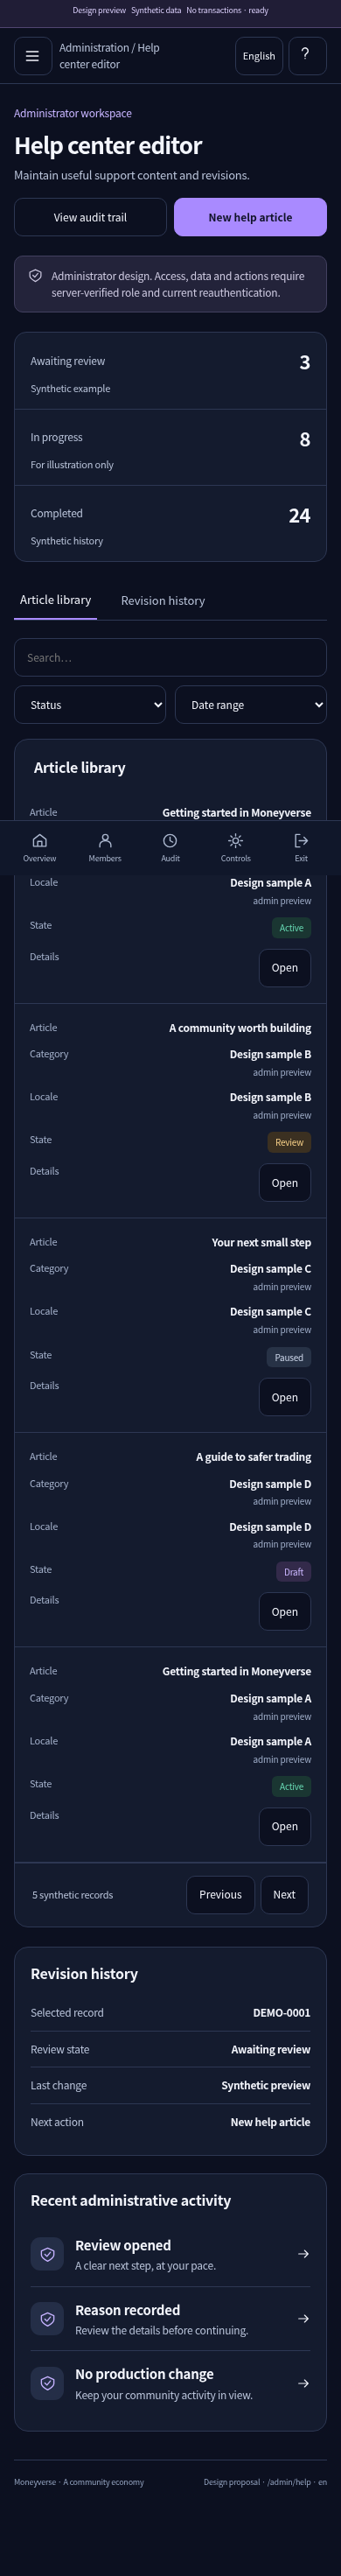 Design preview Synthetic data No transactions · ready
Administration / Help center editor
English
?
Administrator workspace
Help center editor
Maintain useful support content and revisions.
View audit trail
New help article
Administrator design. Access, data and actions require
server-verified role and current reauthentication.
Awaiting review
3
Synthetic example
In progress
8
For illustration only
Completed
24
Synthetic history
Article library
Revision history
Search…
Status
Date range
Article library
Article
Getting started in Moneyverse
Overview
Members
Audit
Controls
Exit
Locale
Design sample A
admin preview
State
Active
Details
Open
Article
A community worth building
Category
Design sample B
admin preview
Locale
Design sample B
admin preview
State
Review
Details
Open
Article
Your next small step
Category
Design sample C
admin preview
Locale
Design sample C
admin preview
State
Paused
Details
Open
Article
A guide to safer trading
Category
Design sample D
admin preview
Locale
Design sample D
admin preview
State
Draft
Details
Open
Article
Getting started in Moneyverse
Category
Design sample A
admin preview
Locale
Design sample A
admin preview
State
Active
Details
Open
5 synthetic records
Previous
Next
Revision history
Selected record
DEMO-0001
Review state
Awaiting review
Last change
Synthetic preview
Next action
New help article
Recent administrative activity
Review opened
A clear next step, at your pace.
Reason recorded
Review the details before continuing.
No production change
Keep your community activity in view.
Moneyverse · A community economy
Design proposal · /admin/help · en